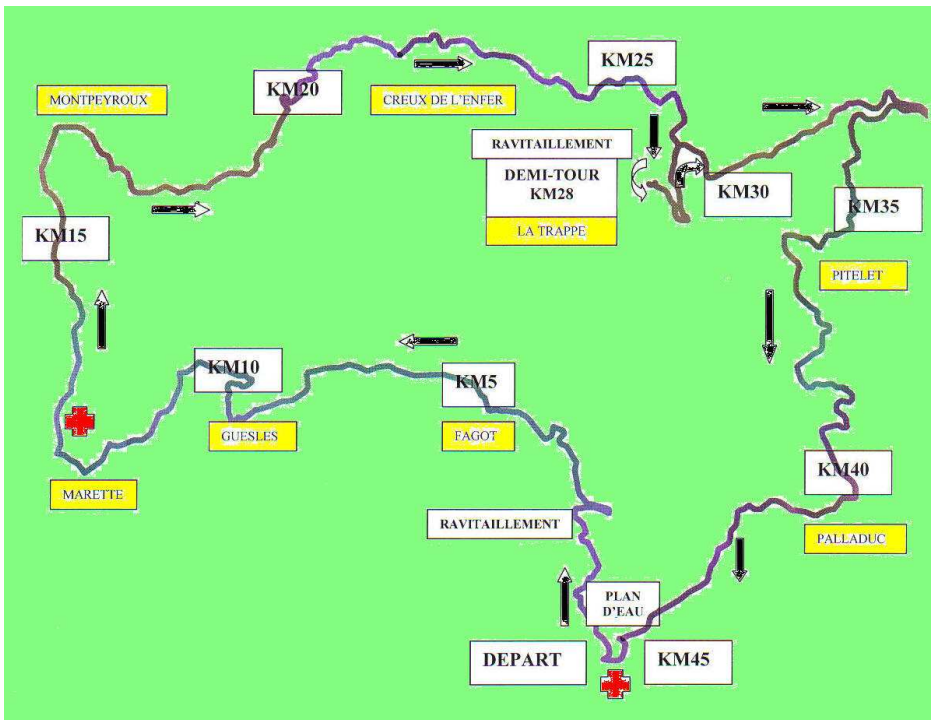 KM25
MONTPEYROUX
KM20
CREUX DE L'ENFER
RAVITAILLEMENT
DEMI-TOUR
KM28
LA TRAPPE
KM30
KM35
KM15
PITELET
KM10
KM5
GUESLES
FAGOT
MARETTE
KM40
RAVITAILLEMENT
PALLADUC
PLAN
D'EAU
DEPART
KM45